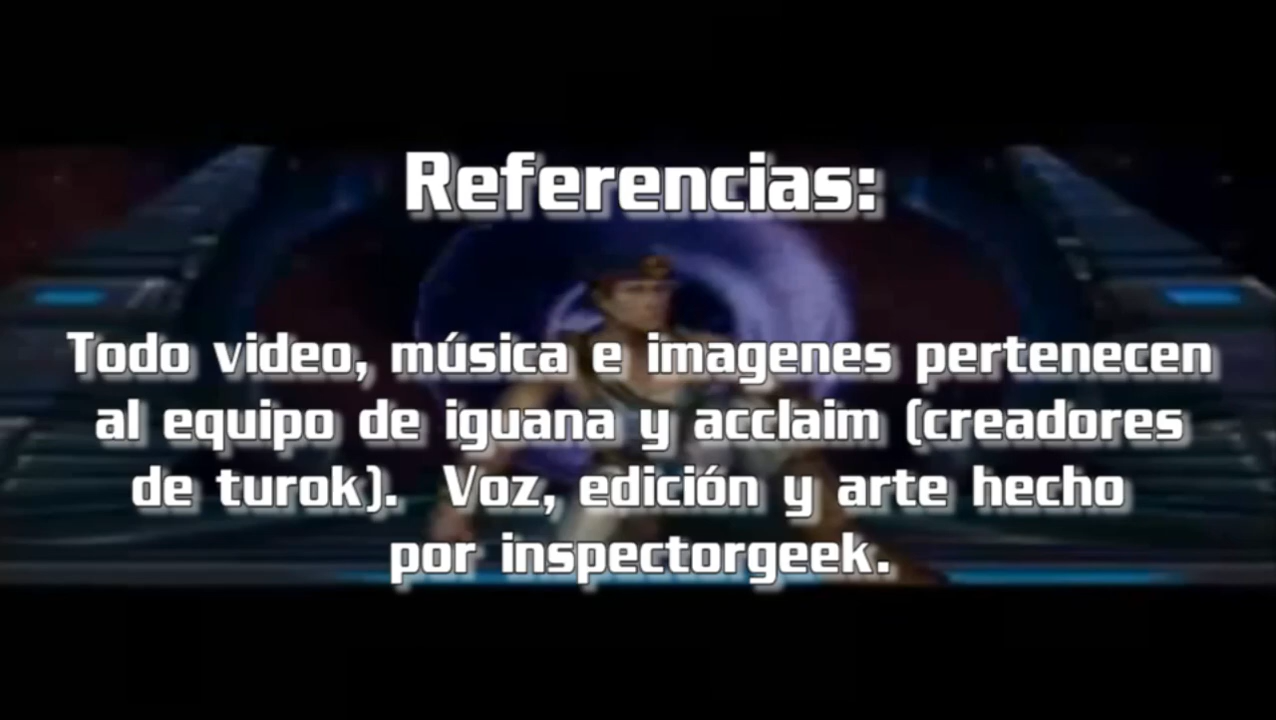 Referencias:
Todo video, música e imagenes pertenecen
al equipo de iguana y acclaim (creadores
de turok). Voz, edición y arte hecho
por inspectorgeek.